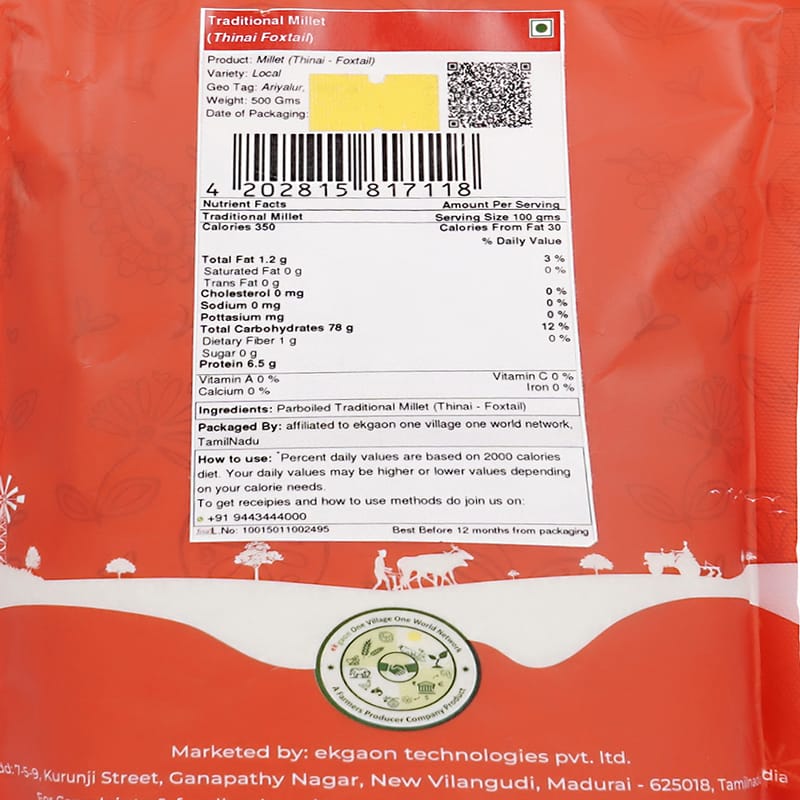 Traditional Millet
(Thinai Foxtail)
Product: Millet (Thinai - Foxtail)
Variety: Local
Geo Tag: Ariyalur,
Weight: 500 Gms
Date of Packaging:
4 202815 817118
Nutrient Facts Amount Per Serving
Traditional Millet Serving Size 100 gms
Calories 350 Calories From Fat 30
% Daily Value
Total Fat 1.2 g 3 %
Saturated Fat 0 g 0 %
Trans Fat 0 g
Cholesterol 0 mg 0 %
Sodium 0 mg 0 %
Pottasium mg 0 %
Total Carbohydrates 78 g 12 %
Dietary Fiber 1 g 0 %
Sugar 0 g
Protein 6.5 g
Vitamin A 0 % Vitamin C 0 %
Calcium 0 % Iron 0 %
Ingredients: Parboiled Traditional Millet (Thinai - Foxtail)
Packaged By: affiliated to ekgaon one village one world network,
TamilNadu
How to use: *Percent daily values are based on 2000 calories
diet. Your daily values may be higher or lower values depending
on your calorie needs.
To get receipies and how to use methods do join us on:
+91 9443444000
L.No: 10015011002495 Best Before 12 months from packaging
ekgaon One Village One World Network
A Farmers Producer Company Product
Marketed by: ekgaon technologies pvt. ltd.
7-5-9, Kurunji Street, Ganapathy Nagar, New Vilangudi, Madurai - 625018,